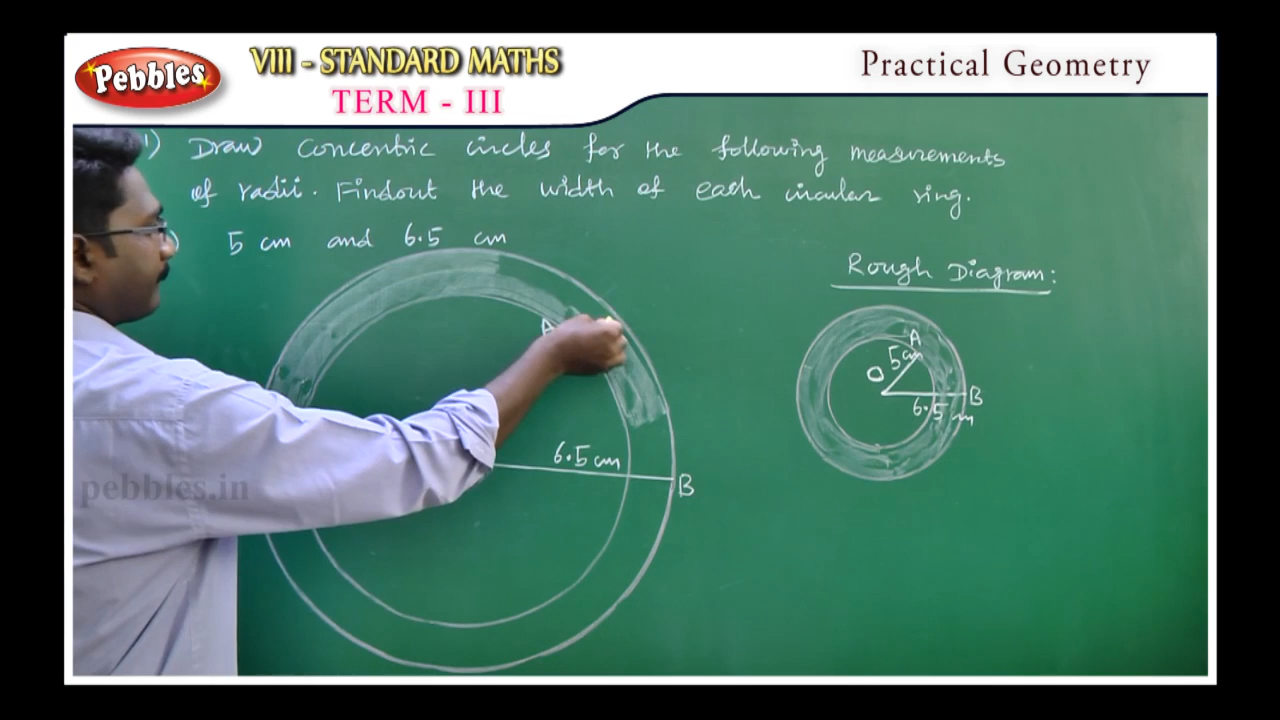 Pebbles
VIII - STANDARD MATHS
TERM - III
Practical Geometry
1) Draw Concentric circles for the following measurements
of radii. Findout the width of each circular ring.
) 5 cm and 6.5 cm
Rough Diagram:
A
5 cm
O
B
6.5 cm
A
6.5 cm
B
pebbles.in